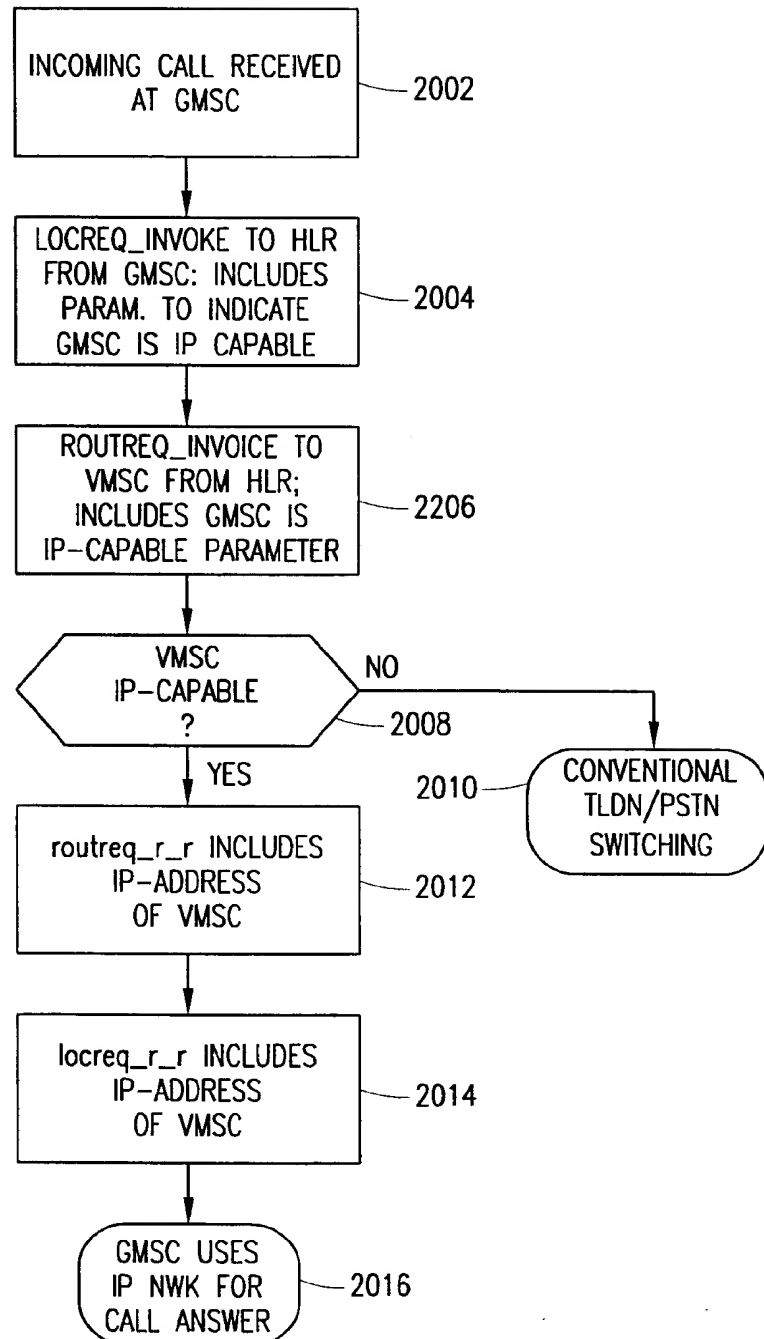 INCOMING CALL RECEIVED
AT GMSC
2002
LOCREQ_INVOKE TO HLR
FROM GMSC: INCLUDES
PARAM. TO INDICATE
GMSC IS IP CAPABLE
2004
ROUTREQ_INVOICE TO
VMSC FROM HLR;
INCLUDES GMSC IS
IP-CAPABLE PARAMETER
2206
VMSC
IP-CAPABLE
?
NO
2008
YES
2010
CONVENTIONAL
TLDN/PSTN
SWITCHING
routreq_r_r INCLUDES
IP-ADDRESS
OF VMSC
2012
locreq_r_r INCLUDES
IP-ADDRESS
OF VMSC
2014
GMSC USES
IP NWK FOR
CALL ANSWER
2016